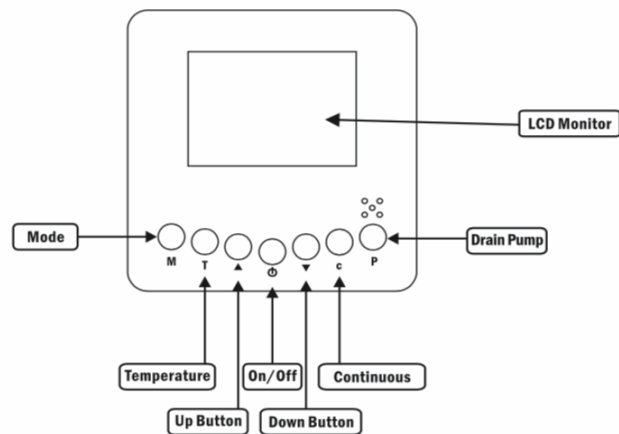 LCD Monitor
Mode
Drain Pump
M
T
c
P
Temperature
On/Off
Continuous
Up Button
Down Button